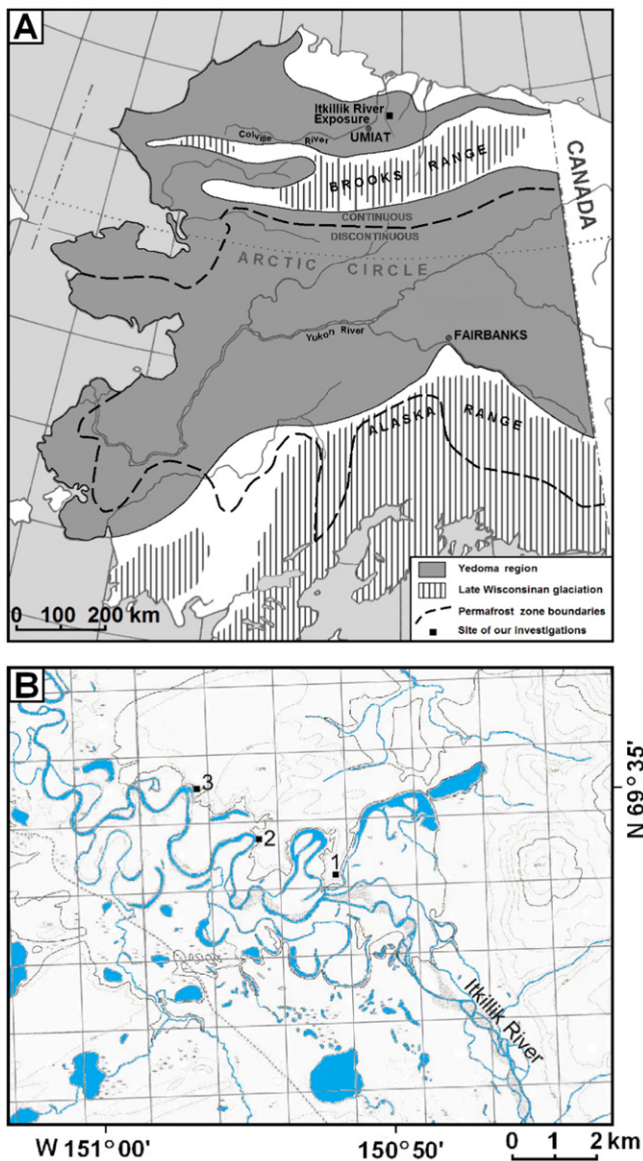 A
Itkillik River
Exposure
Colville River
UMIAT
BROOKS RANGE
CANADA
CONTINUOUS
DISCONTINUOUS
ARCTIC CIRCLE
Yukon River
FAIRBANKS
ALASKA RANGE
Yedoma region
Late Wisconsinan glaciation
Permafrost zone boundaries
Site of our investigations
0 100 200 km
B
3
2
1
N 69°35'
Itkillik River
W 151°00'
150°50'
0 1 2 km